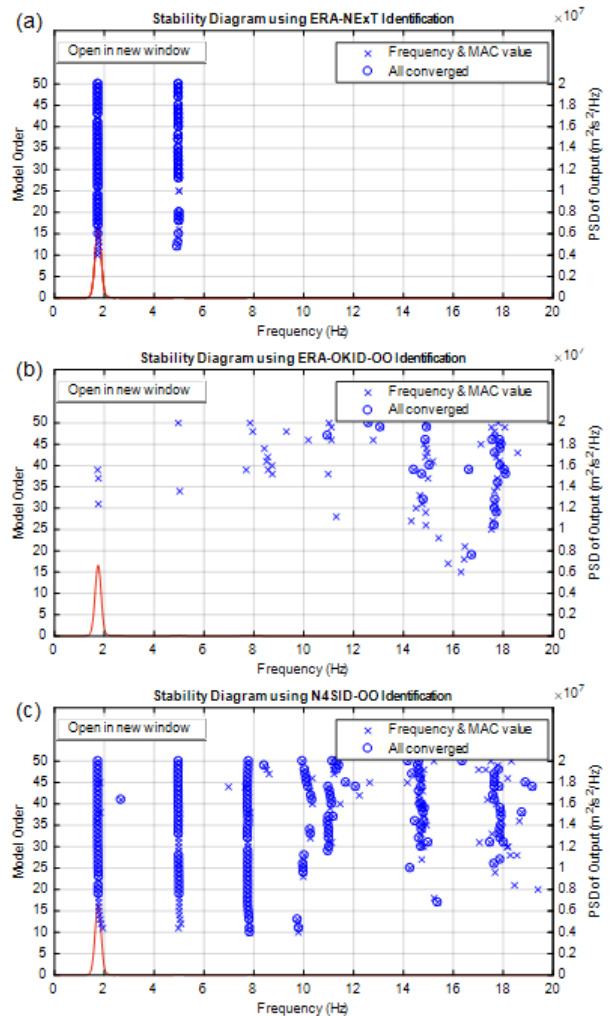 (a)
Stability Diagram using ERA-NExT Identification
×10^7
Open in new window
Frequency & MAC value
All converged
Model Order
50
45
40
35
30
25
20
15
10
5
0
2
1.8
1.6
1.4
1.2
1
0.8
0.6
0.4
0.2
0
PSD of Output (m²/s²/Hz)
0 2 4 6 8 10 12 14 16 18 20
Frequency (Hz)
(b)
Stability Diagram using ERA-OKID-OO Identification
×10^7
Open in new window
Frequency & MAC value
All converged
Model Order
50
45
40
35
30
25
20
15
10
5
0
2
1.8
1.6
1.4
1.2
1
0.8
0.6
0.4
0.2
0
PSD of Output (m²/s²/Hz)
0 2 4 6 8 10 12 14 16 18 20
Frequency (Hz)
(c)
Stability Diagram using N4SID-OO Identification
×10^7
Open in new window
Frequency & MAC value
All converged
Model Order
50
45
40
35
30
25
20
15
10
5
0
2
1.8
1.6
1.4
1.2
1
0.8
0.6
0.4
0.2
0
PSD of Output (m²/s²/Hz)
0 2 4 6 8 10 12 14 16 18 20
Frequency (Hz)